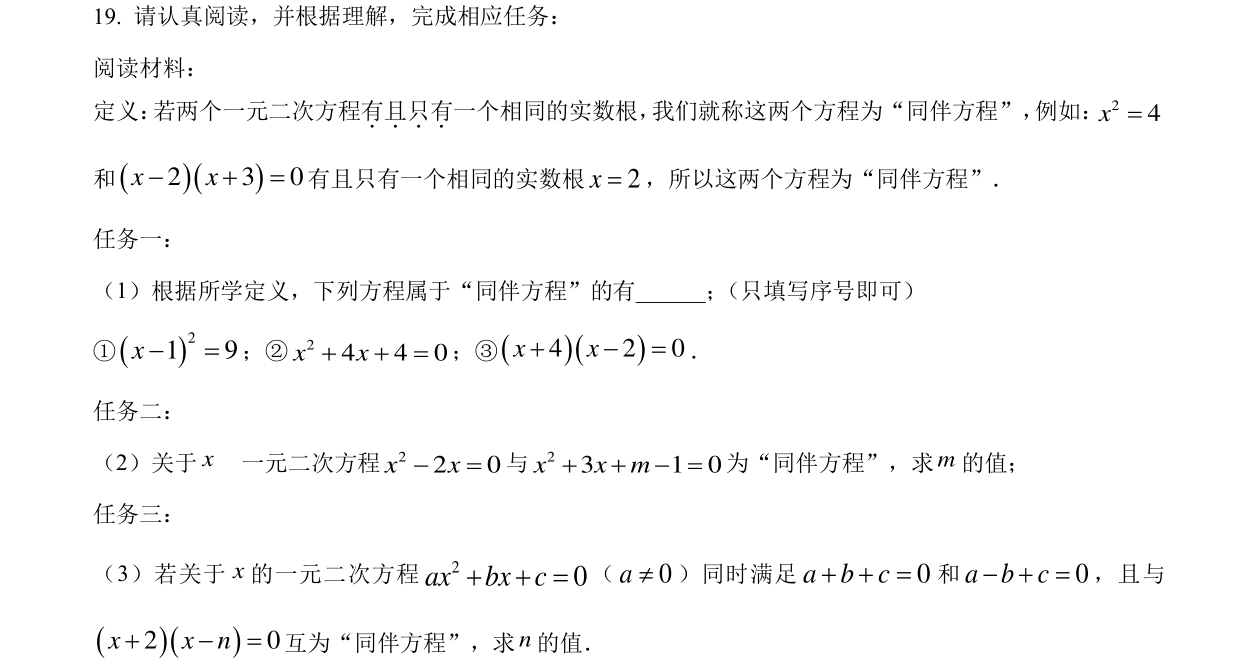 19. 请认真阅读，并根据理解，完成相应任务：
阅读材料：
定义：若两个一元二次方程有且只有一个相同的实数根，我们就称这两个方程为“同伴方程”，例如：x² = 4
和(x−2)(x+3)=0有且只有一个相同的实数根x=2，所以这两个方程为“同伴方程”．
任务一：
（1）根据所学定义，下列方程属于“同伴方程”的有______；（只填写序号即可）
①(x−1)²=9；②x²+4x+4=0；③(x+4)(x−2)=0．
任务二：
（2）关于x 一元二次方程x²−2x=0与x²+3x+m−1=0为“同伴方程”，求m的值；
任务三：
（3）若关于x的一元二次方程ax²+bx+c=0（a≠0）同时满足a+b+c=0和a−b+c=0，且与
(x+2)(x−n)=0互为“同伴方程”，求n的值．